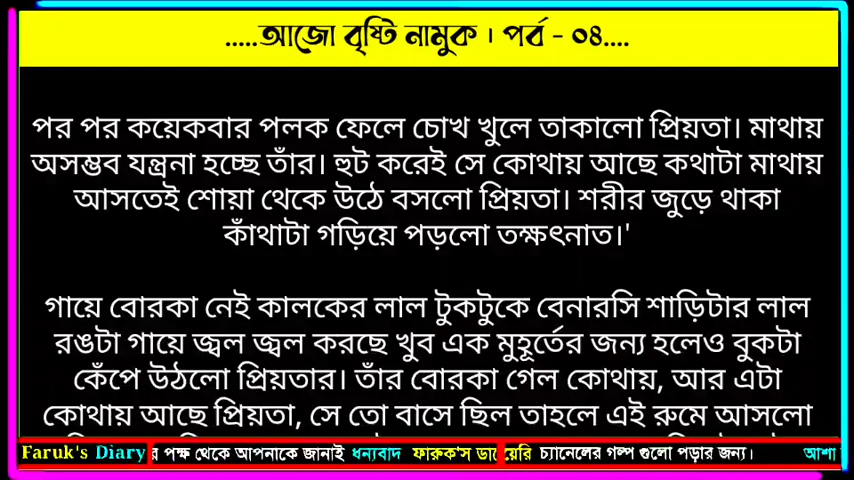 .....আজো বৃষ্টি নামুক । পর্ব - ০৪....
পর পর কয়েকবার পলক ফেলে চোখ খুলে তাকালো প্রিয়তা। মাথায়
অসম্ভব যন্ত্রনা হচ্ছে তাঁর। হুট করেই সে কোথায় আছে কথাটা মাথায়
আসতেই শোয়া থেকে উঠে বসলো প্রিয়তা। শরীর জুড়ে থাকা
কাঁথাটা গড়িয়ে পড়লো তক্ষৎনাত।'
গায়ে বোরকা নেই কালকের লাল টুকটুকে বেনারসি শাড়িটার লাল
রঙটা গায়ে জ্বল জ্বল করছে খুব এক মুহূর্তের জন্য হলেও বুকটা
কেঁপে উঠলো প্রিয়তার। তাঁর বোরকা গেল কোথায়, আর এটা
কোথায় আছে প্রিয়তা, সে তো বাসে ছিল তাহলে এই রুমে আসলো
Faruk's Diary র পক্ষ থেকে আপনাকে জানাই ধন্যবাদ ফারুক'স ডায়েরি চ্যানেলের গল্প গুলো পড়ার জন্য। আশা